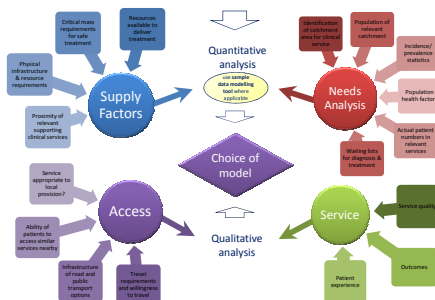 Critical mass
requirements
for safe
treatment
Resources
available to
deliver
treatment
Physical
infrastructure
& resource
requirements
Proximity of
relevant
supporting
clinical services
Supply
Factors
Quantitative
analysis
use sample
data modelling
tool where
applicable
Identification
of catchment
area for clinical
service
Population of
relevant
catchment
Incidence/
prevalence
statistics
Population
health factor
Actual patient
numbers in
relevant
services
Waiting lists
for diagnosis &
treatment
Needs
Analysis
Choice of
model
Service
appropriate to
local
provision?
Ability of
patients to
access similar
services nearby
Infrastructure
of road and
public
transport
options
Travel
requirements
and willingness
to travel
Access
Qualitative
analysis
Service
Service quality
Outcomes
Patient
experience